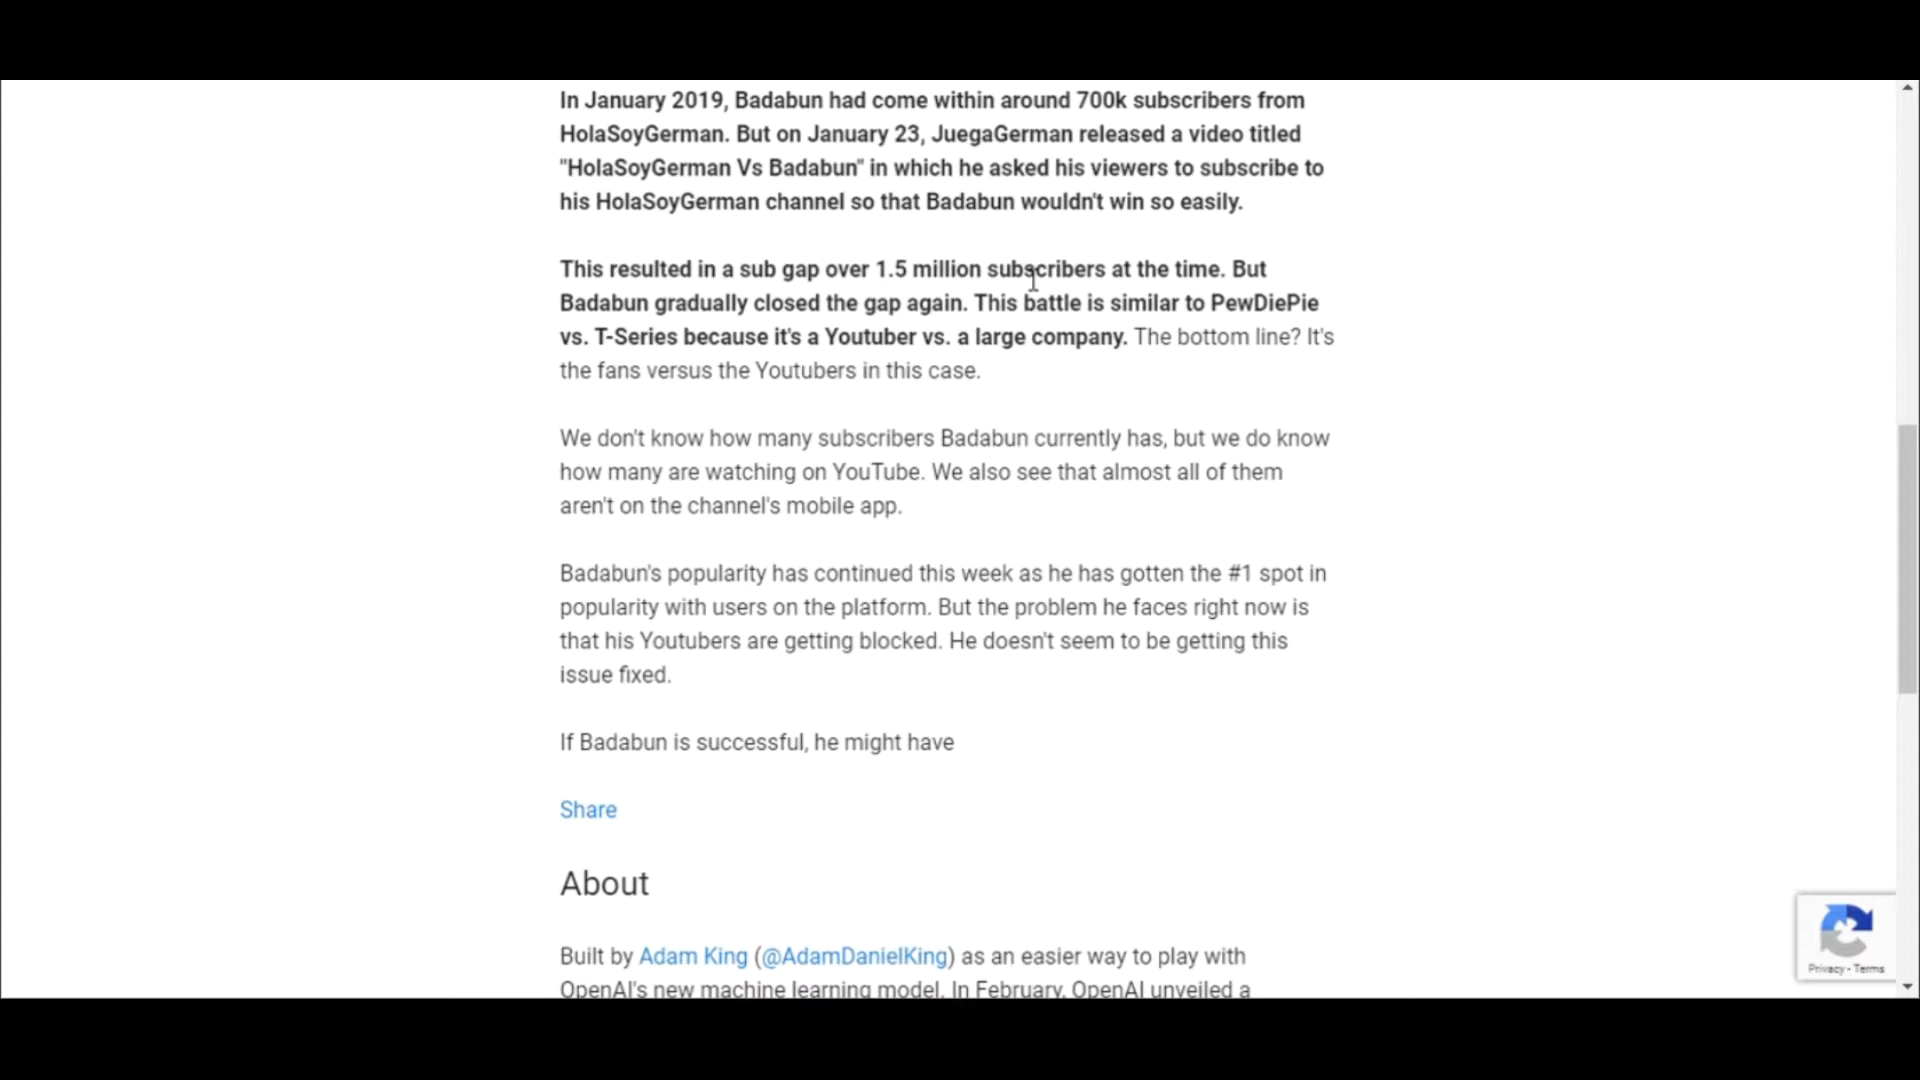 In January 2019, Badabun had come within around 700k subscribers from
HolaSoyGerman. But on January 23, JuegaGerman released a video titled
"HolaSoyGerman Vs Badabun" in which he asked his viewers to subscribe to
his HolaSoyGerman channel so that Badabun wouldn't win so easily.
This resulted in a sub gap over 1.5 million subscribers at the time. But
Badabun gradually closed the gap again. This battle is similar to PewDiePie
vs. T-Series because it's a Youtuber vs. a large company. The bottom line? It's
the fans versus the Youtubers in this case.
We don't know how many subscribers Badabun currently has, but we do know
how many are watching on YouTube. We also see that almost all of them
aren't on the channel's mobile app.
Badabun's popularity has continued this week as he has gotten the #1 spot in
popularity with users on the platform. But the problem he faces right now is
that his Youtubers are getting blocked. He doesn't seem to be getting this
issue fixed.
If Badabun is successful, he might have
Share
About
Built by Adam King (@AdamDanielKing) as an easier way to play with
OpenAI's new machine learning model. In February, OpenAI unveiled a
Privacy - Terms